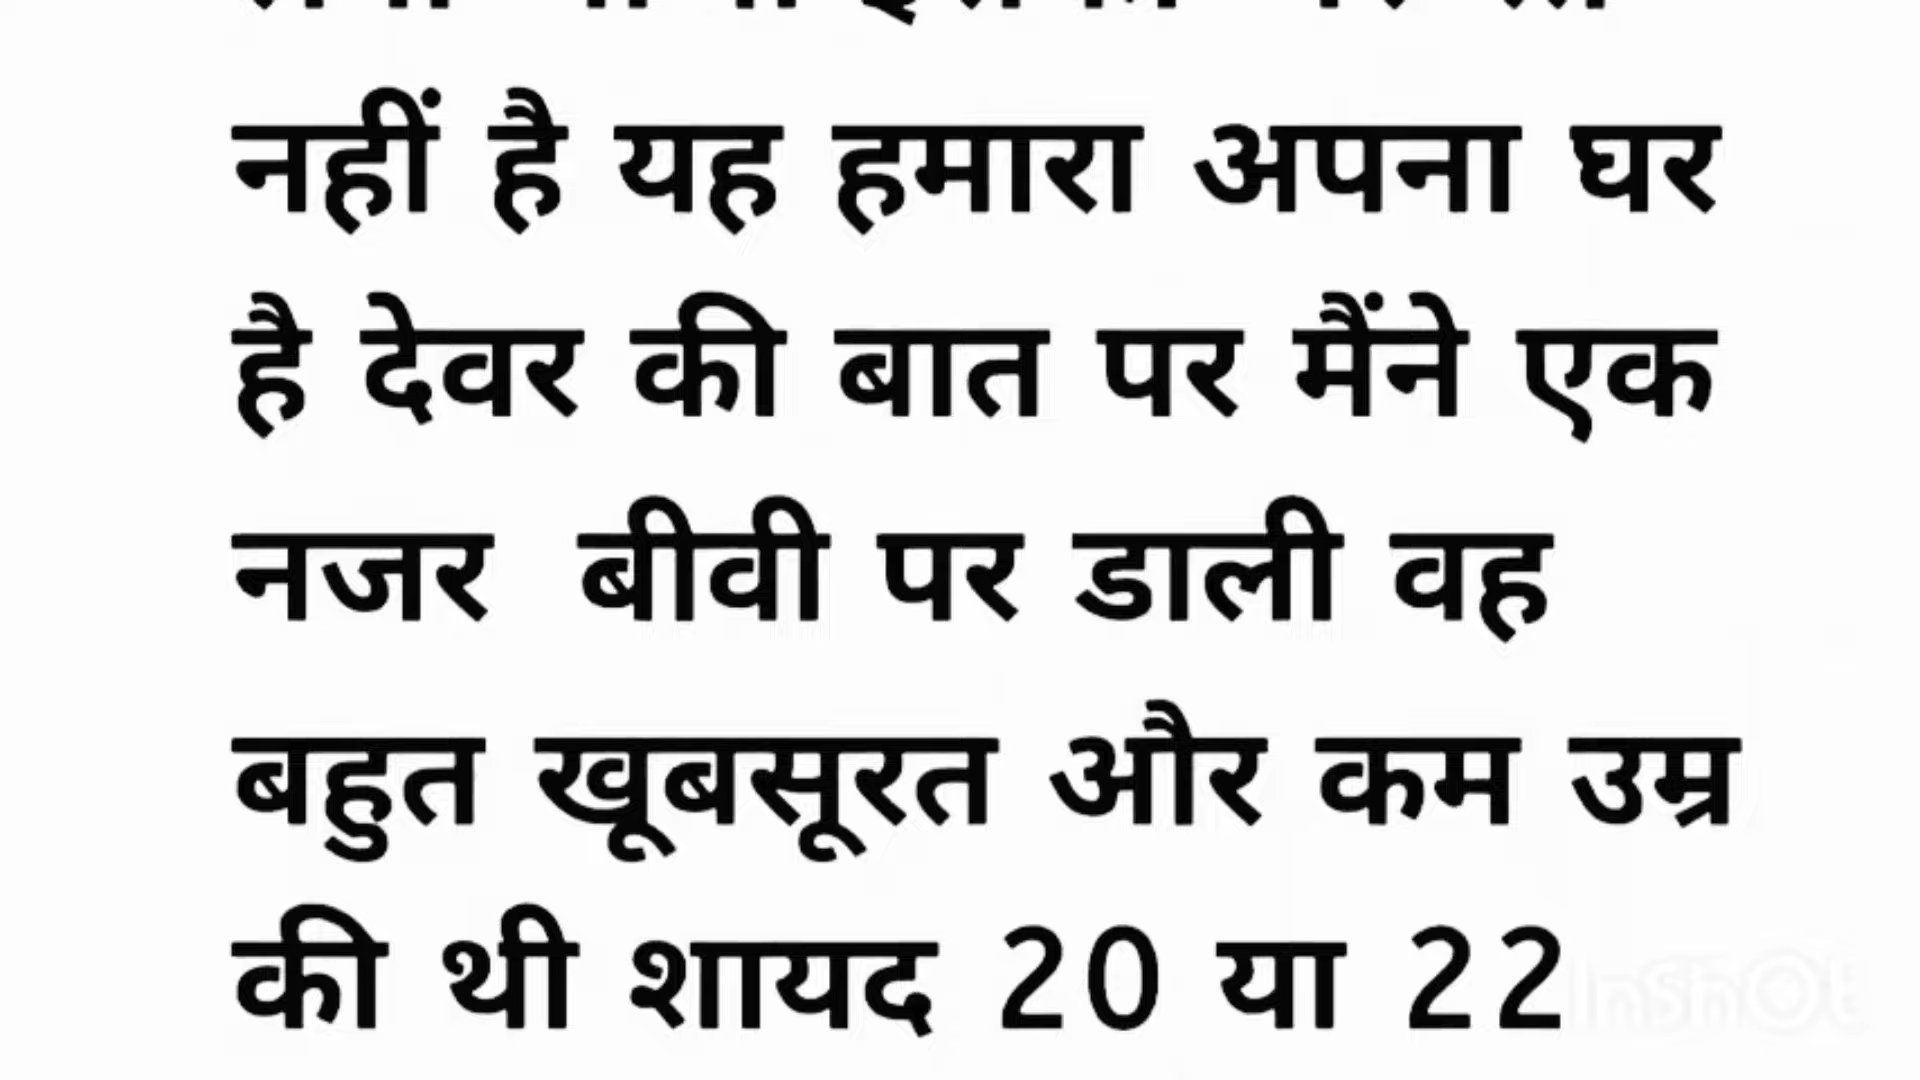 नहीं है यह हमारा अपना घर
है देवर की बात पर मैंने एक
नजर बीवी पर डाली वह
बहुत खूबसूरत और कम उम्र
की थी शायद 20 या 22
InShOt